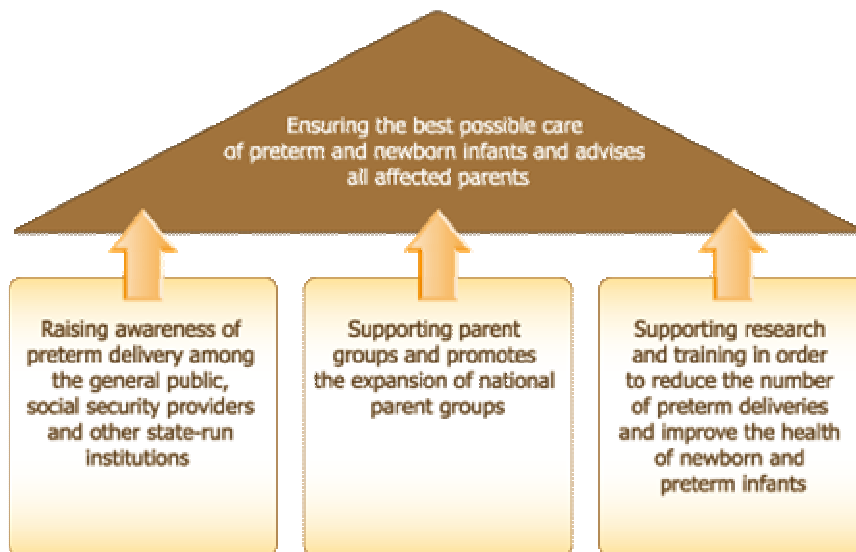 Ensuring the best possible care
of preterm and newborn infants and advises
all affected parents
Raising awareness of
preterm delivery among
the general public,
social security providers
and other state-run
institutions
Supporting parent
groups and promotes
the expansion of national
parent groups
Supporting research
and training in order
to reduce the number
of preterm deliveries
and improve the health
of newborn and
preterm infants